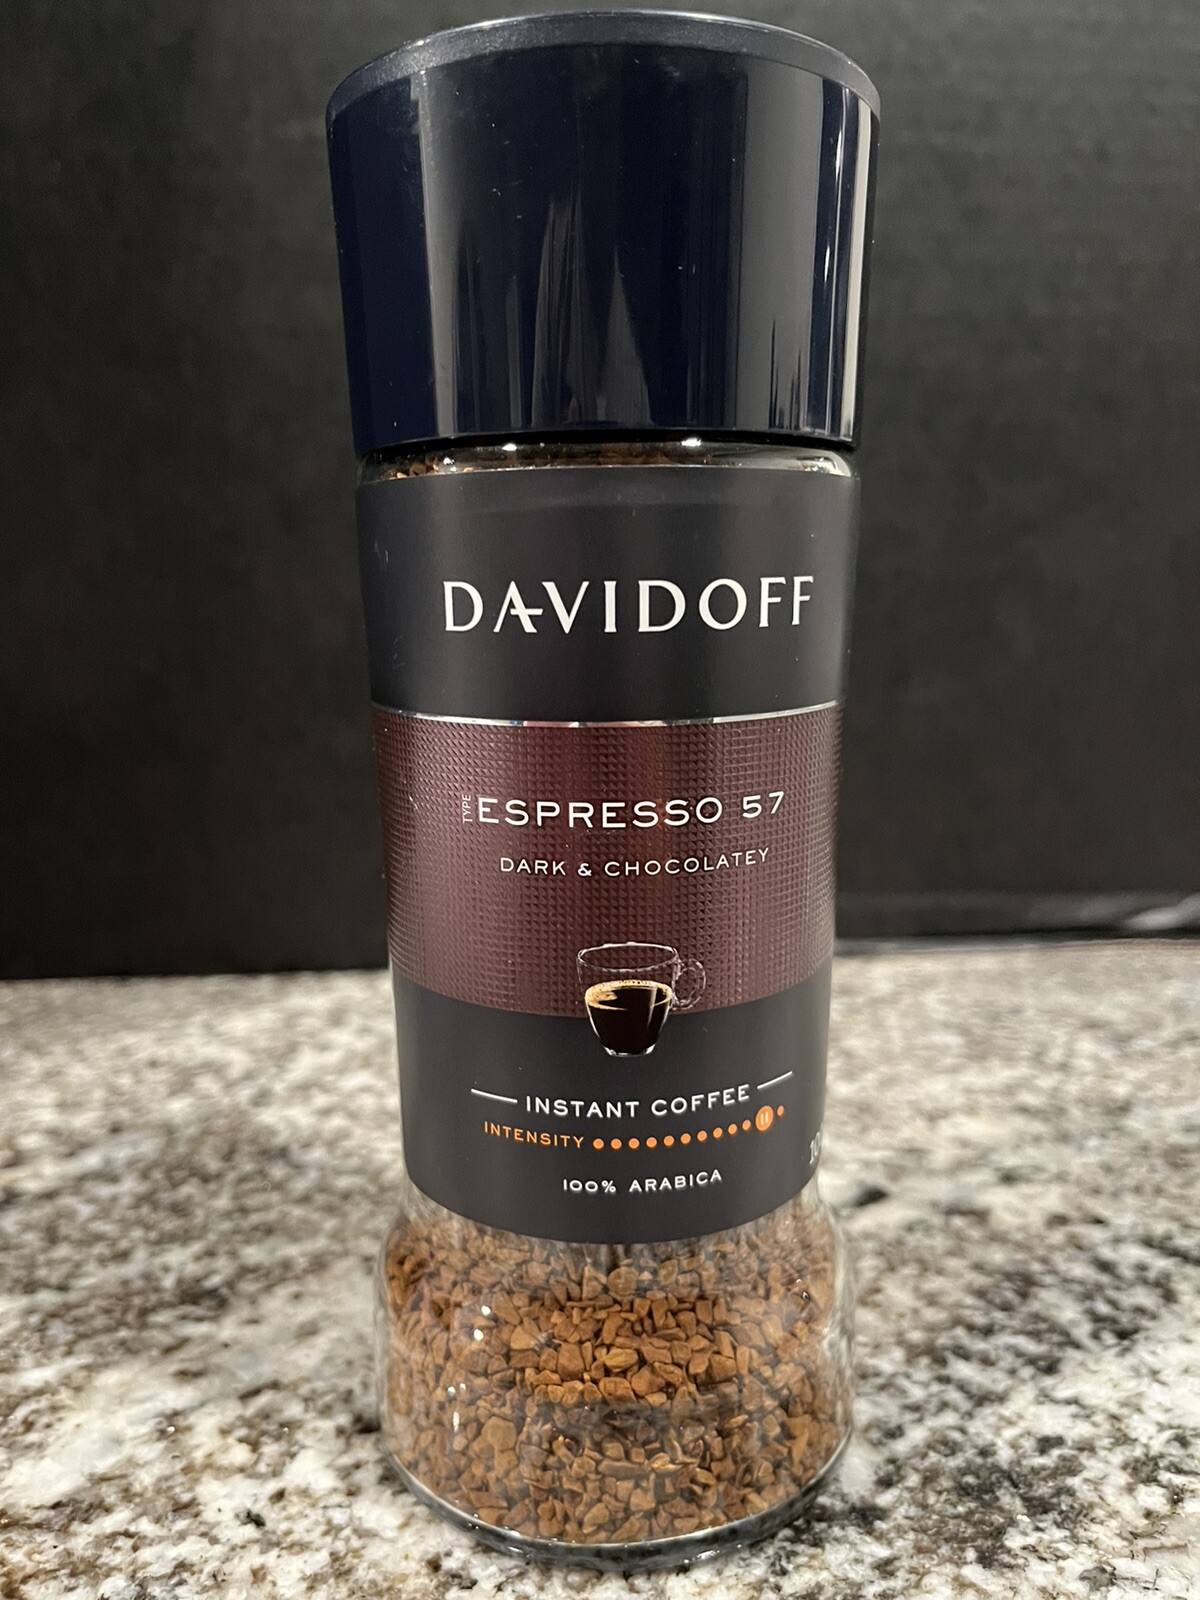 DAVIDOFF
TYPE ESPRESSO 57
DARK & CHOCOLATEY
INSTANT COFFEE
INTENSITY 11
100% ARABICA